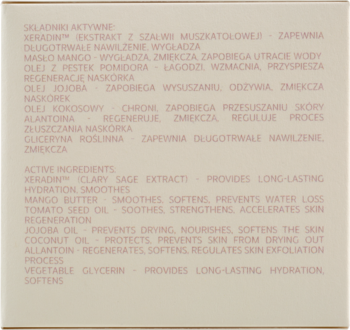 SKŁADNIKI AKTYWNE:
XERADIN™ (EKSTRAKT Z SZAŁWII MUSZKATOŁOWEJ) - ZAPEWNIA
DŁUGOTRWAŁE NAWILŻENIE, WYGŁADZA
MASŁO MANGO - WYGŁADZA, ZMIĘKCZA, ZAPOBIEGA UTRACIE WODY
OLEJ Z PESTEK POMIDORA - ŁAGODZI, WZMACNIA, PRZYSPIESZA
REGENERACJĘ NASKÓRKA
OLEJ JOJOBA - ZAPOBIEGA WYSUSZANIU, ODŻYWIA, ZMIĘKCZA
NASKÓREK
OLEJ KOKOSOWY - CHRONI, ZAPOBIEGA PRZESUSZANIU SKÓRY
ALANTOINA - REGENERUJE, ZMIĘKCZA, REGULUJE PROCES
ZŁUSZCZANIA NASKÓRKA
GLICERYNA ROŚLINNA - ZAPEWNIA DŁUGOTRWAŁE NAWILŻENIE,
ZMIĘKCZA
ACTIVE INGREDIENTS:
XERADIN™ (CLARY SAGE EXTRACT) - PROVIDES LONG-LASTING
HYDRATION, SMOOTHES
MANGO BUTTER - SMOOTHES, SOFTENS, PREVENTS WATER LOSS
TOMATO SEED OIL - SOOTHES, STRENGTHENS, ACCELERATES SKIN
REGENERATION
JOJOBA OIL - PREVENTS DRYING, NOURISHES, SOFTENS THE SKIN
COCONUT OIL - PROTECTS, PREVENTS SKIN FROM DRYING OUT
ALLANTOIN - REGENERATES, SOFTENS, REGULATES SKIN EXFOLIATION
PROCESS
VEGETABLE GLYCERIN - PROVIDES LONG-LASTING HYDRATION,
SOFTENS